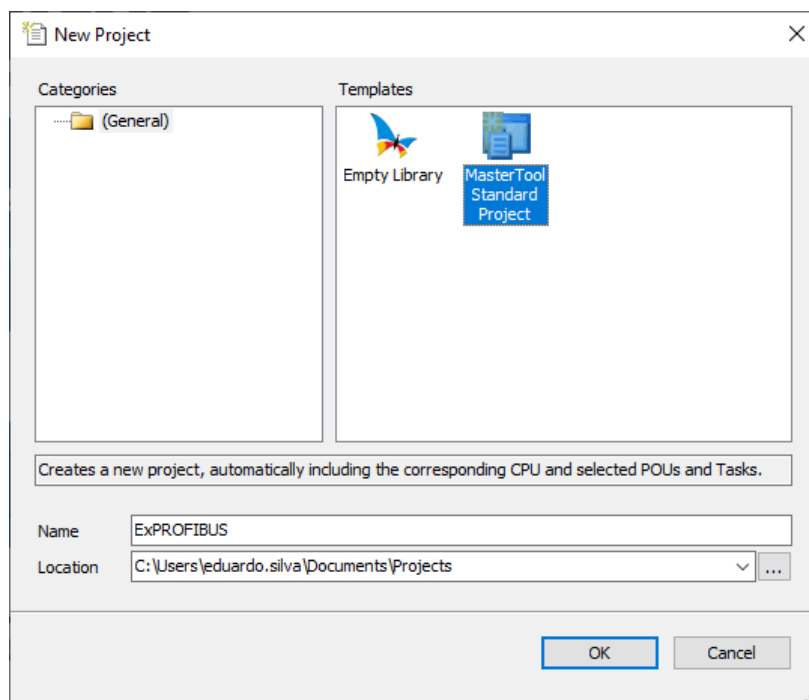 New Project
Categories
Templates
(General)
Empty Library
MasterTool
Standard
Project
Creates a new project, automatically including the corresponding CPU and selected POUs and Tasks.
Name
ExPROFIBUS
Location
C:\Users\eduardo.silva\Documents\Projects
...
OK
Cancel